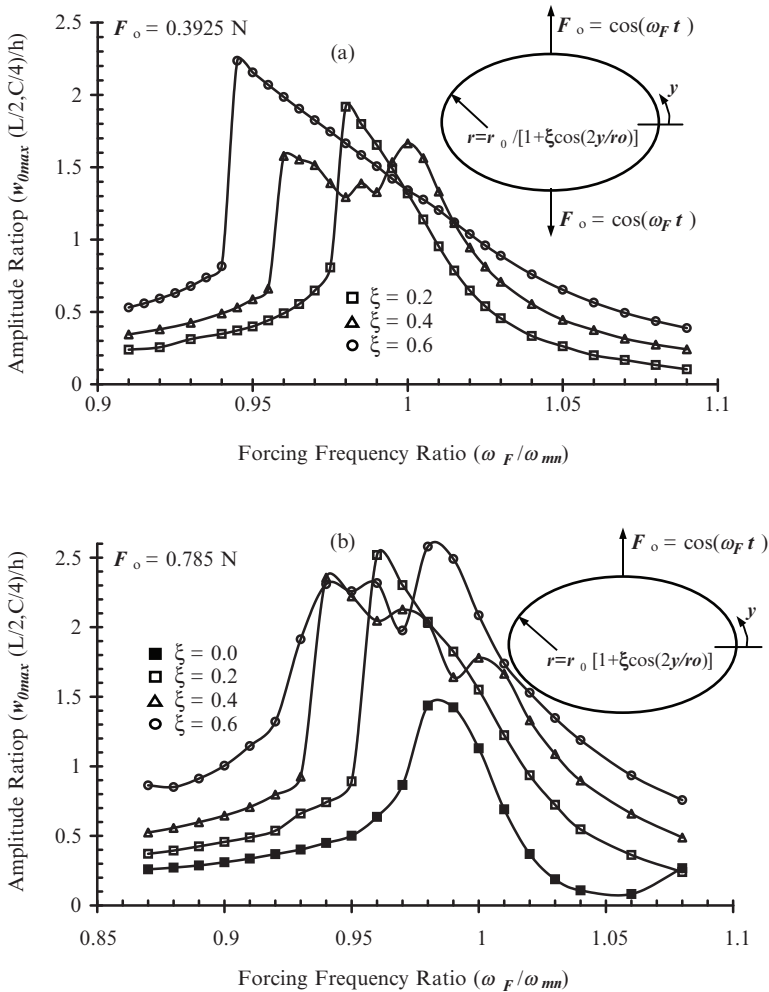 F o = 0.3925 N
(a)
F o = cos(ωF t )
y
r=r 0 /[1+ξcos(2y/ro)]
F o = cos(ωF t )
Amplitude Ratiop (w0max (L/2,C/4)/h)
2.5
2
1.5
1
0.5
0
ξ = 0.2
ξ = 0.4
ξ = 0.6
0.9
0.95
1
1.05
1.1
Forcing Frequency Ratio (ω F /ωmn)
F o = 0.785 N
(b)
F o = cos(ωF t )
y
r=r 0 [1+ξcos(2y/ro)]
Amplitude Ratiop (w0max (L/2,C/4)/h)
2.5
2
1.5
1
0.5
0
ξ = 0.0
ξ = 0.2
ξ = 0.4
ξ = 0.6
0.85
0.9
0.95
1
1.05
1.1
Forcing Frequency Ratio (ω F /ωmn)